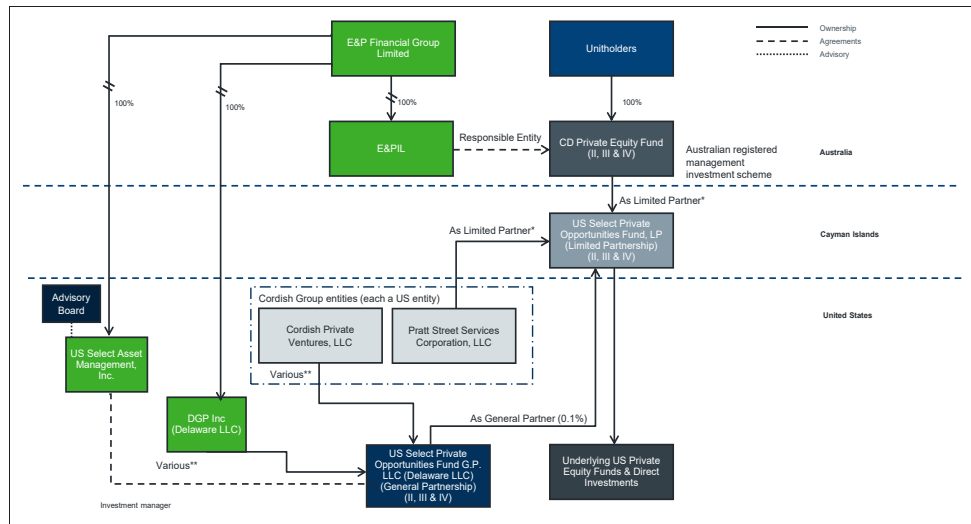 E&P Financial Group
Limited
Unitholders
Ownership
Agreements
Advisory
100%
100%
100%
100%
E&PIL
Responsible Entity
CD Private Equity Fund
(II, III & IV)
Australian registered
management
investment scheme
Australia
As Limited Partner*
As Limited Partner*
US Select Private
Opportunities Fund, LP
(Limited Partnership)
(II, III & IV)
Cayman Islands
Advisory
Board
Cordish Group entities (each a US entity)
United States
Cordish Private
Ventures, LLC
Pratt Street Services
Corporation, LLC
US Select Asset
Management,
Inc.
Various**
DGP Inc
(Delaware LLC)
As General Partner (0.1%)
Various**
US Select Private
Opportunities Fund G.P.
LLC (Delaware LLC)
(General Partnership)
(II, III & IV)
Underlying US Private
Equity Funds & Direct
Investments
Investment manager